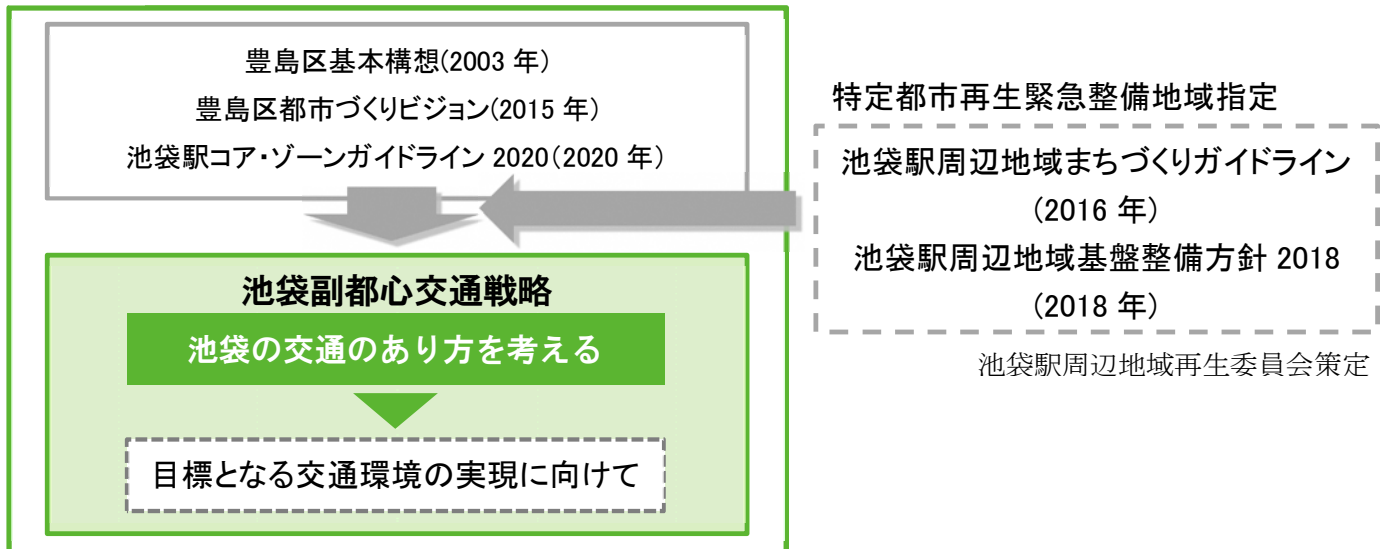 豊島区基本構想(2003 年)
豊島区都市づくりビジョン(2015 年)
池袋駅コア・ゾーンガイドライン 2020(2020 年)
特定都市再生緊急整備地域指定
池袋駅周辺地域まちづくりガイドライン
(2016 年)
池袋駅周辺地域基盤整備方針 2018
(2018 年)
池袋駅周辺地域再生委員会策定
池袋副都心交通戦略
池袋の交通のあり方を考える
目標となる交通環境の実現に向けて